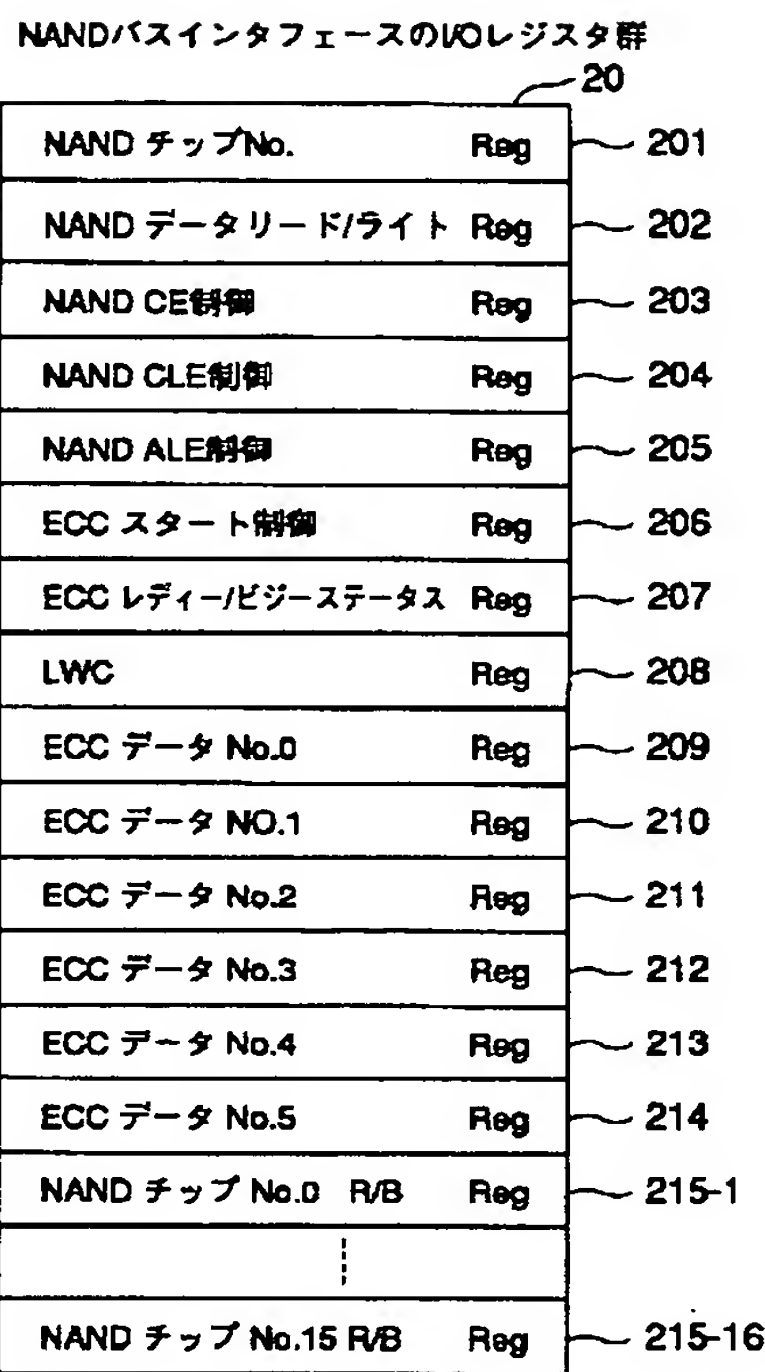 NANDバスインタフェースのI/Oレジスタ群
20
NAND チップNo. Reg 201
NAND データリード/ライト Reg 202
NAND CE制御 Reg 203
NAND CLE制御 Reg 204
NAND ALE制御 Reg 205
ECC スタート制御 Reg 206
ECC レディー/ビジーステータス Reg 207
LWC Reg 208
ECC データ No.0 Reg 209
ECC データ NO.1 Reg 210
ECC データ No.2 Reg 211
ECC データ No.3 Reg 212
ECC データ No.4 Reg 213
ECC データ No.5 Reg 214
NAND チップ No.0 R/B Reg 215-1
NAND チップ No.15 R/B Reg 215-16